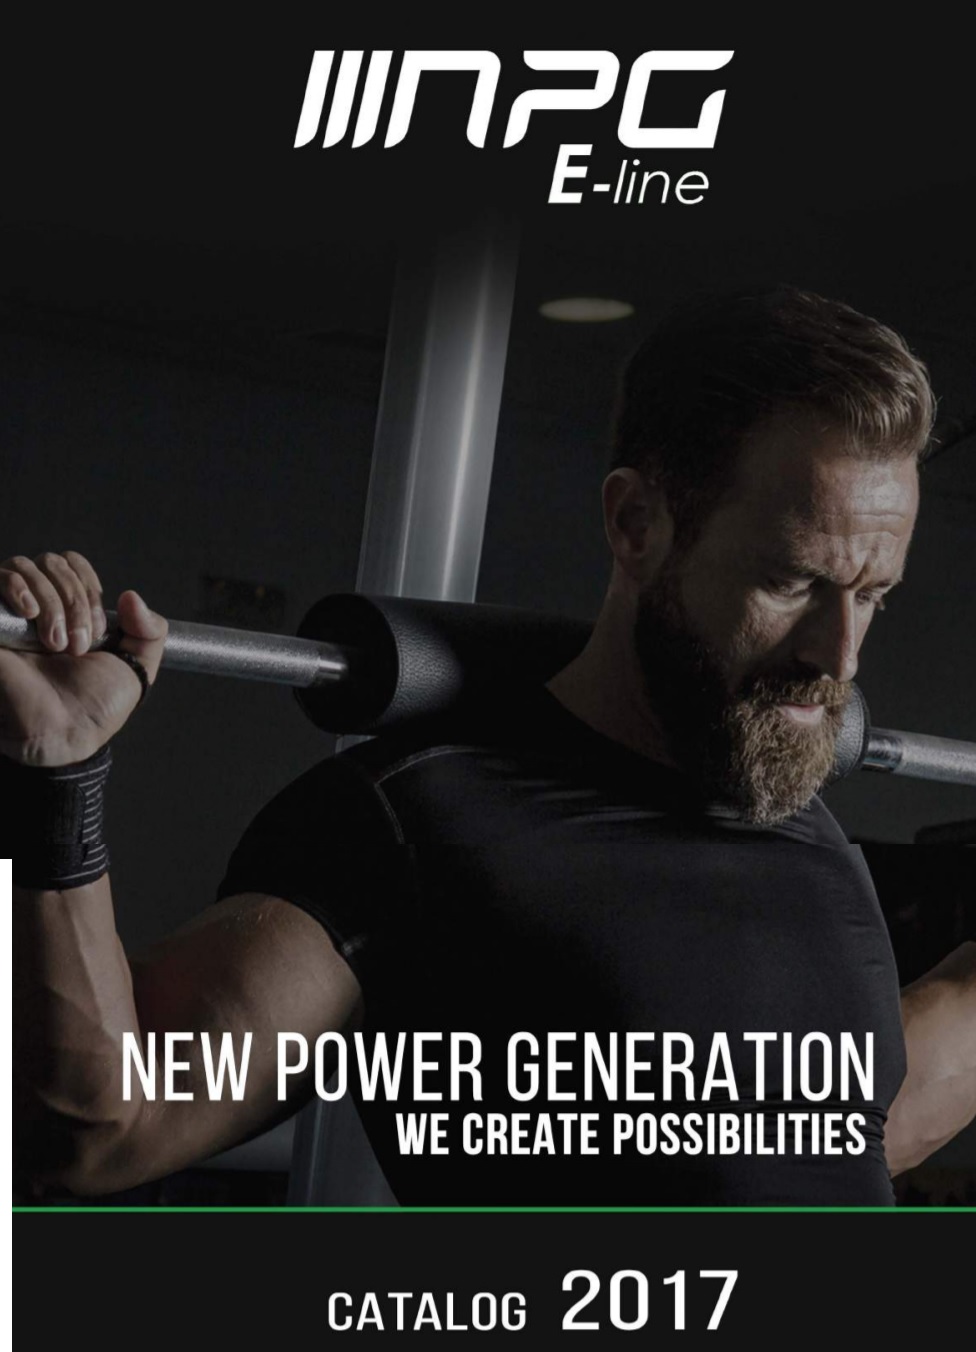 NPG
E-line
NEW POWER GENERATION
WE CREATE POSSIBILITIES
CATALOG 2017